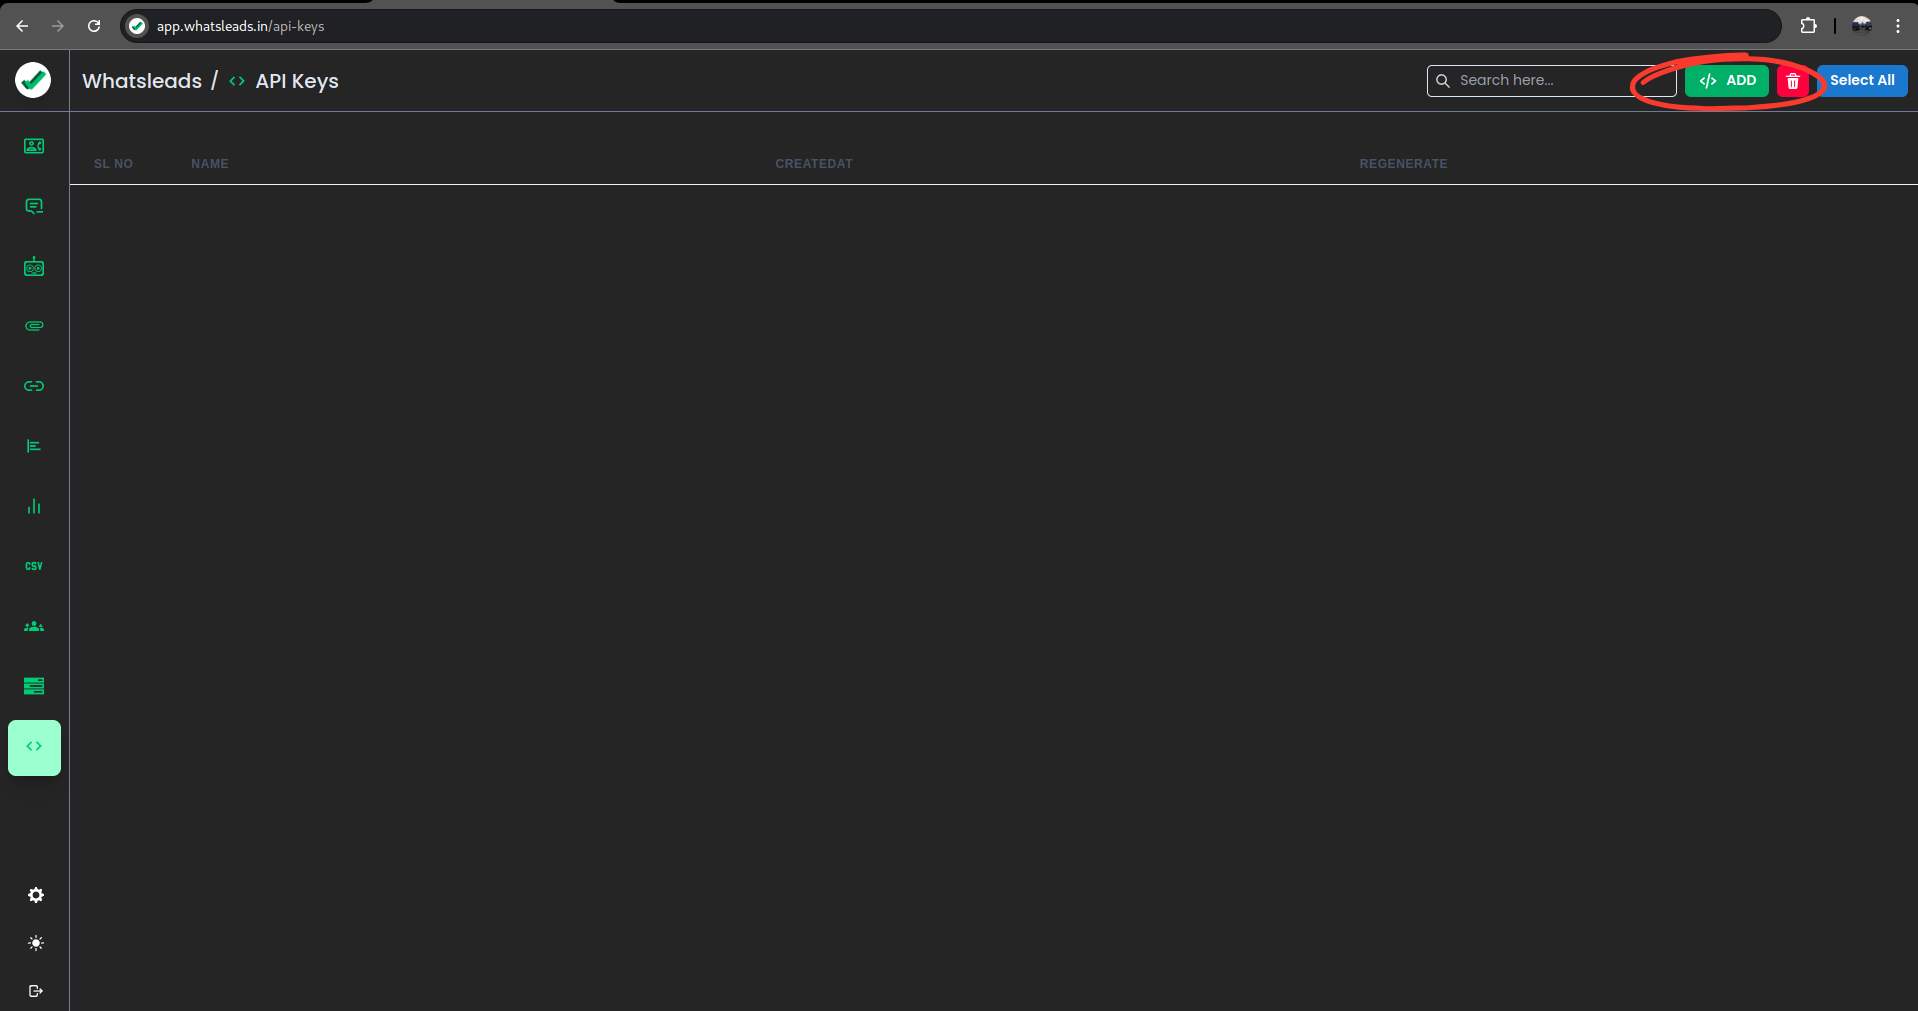 app.whatsleads.in/api-keys
Whatsleads / <> API Keys
Search here...
</> ADD
Select All
SL NO
NAME
CREATEDAT
REGENERATE
CSV